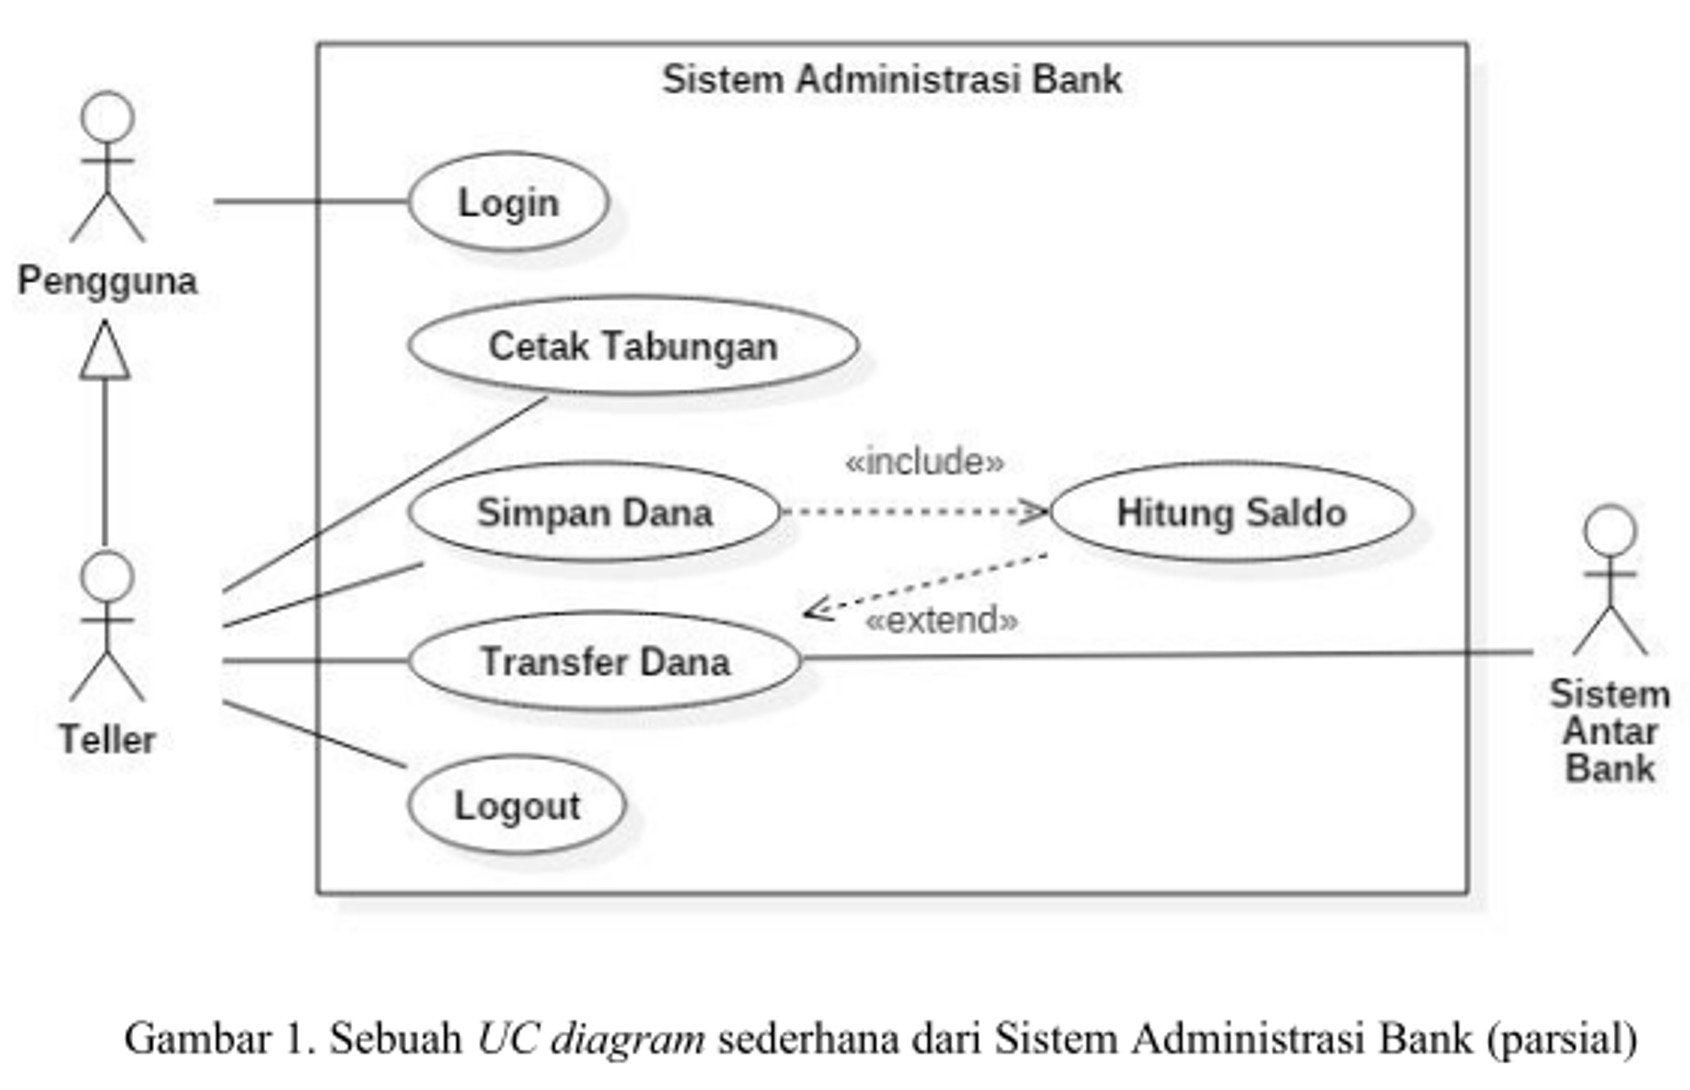 Sistem Administrasi Bank
Login
Pengguna
Cetak Tabungan
«include»
Simpan Dana
Hitung Saldo
«extend»
Transfer Dana
Teller
Logout
Sistem
Antar
Bank
Gambar 1. Sebuah UC diagram sederhana dari Sistem Administrasi Bank (parsial)